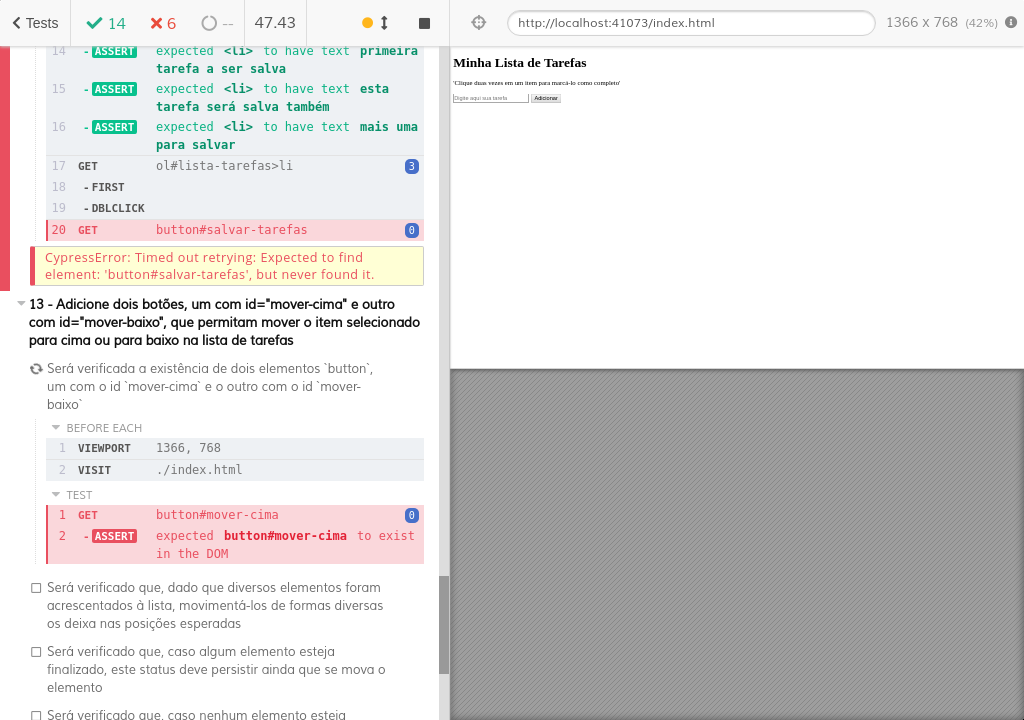 Tests
14
6
--
47.43
http://localhost:41073/index.html
1366 x 768 (42%)
14 - ASSERT expected <li> to have text primeira
tarefa a ser salva
15 - ASSERT expected <li> to have text esta
tarefa será salva também
16 - ASSERT expected <li> to have text mais uma
para salvar
17 GET ol#lista-tarefas>li 3
18 - FIRST
19 - DBLCLICK
20 GET button#salvar-tarefas 0
CypressError: Timed out retrying: Expected to find
element: 'button#salvar-tarefas', but never found it.
13 - Adicione dois botões, um com id="mover-cima" e outro
com id="mover-baixo", que permitam mover o item selecionado
para cima ou para baixo na lista de tarefas
Será verificada a existência de dois elementos `button`,
um com o id `mover-cima` e o outro com o id `mover-
baixo`
BEFORE EACH
1 VIEWPORT 1366, 768
2 VISIT ./index.html
TEST
1 GET button#mover-cima 0
2 - ASSERT expected button#mover-cima to exist
in the DOM
Será verificado que, dado que diversos elementos foram
acrescentados à lista, movimentá-los de formas diversas
os deixa nas posições esperadas
Será verificado que, caso algum elemento esteja
finalizado, este status deve persistir ainda que se mova o
elemento
Será verificado que, caso nenhum elemento esteja
Minha Lista de Tarefas
'Clique duas vezes em um item para marcá-lo como completo'
Digite aqui sua tarefa Adicionar